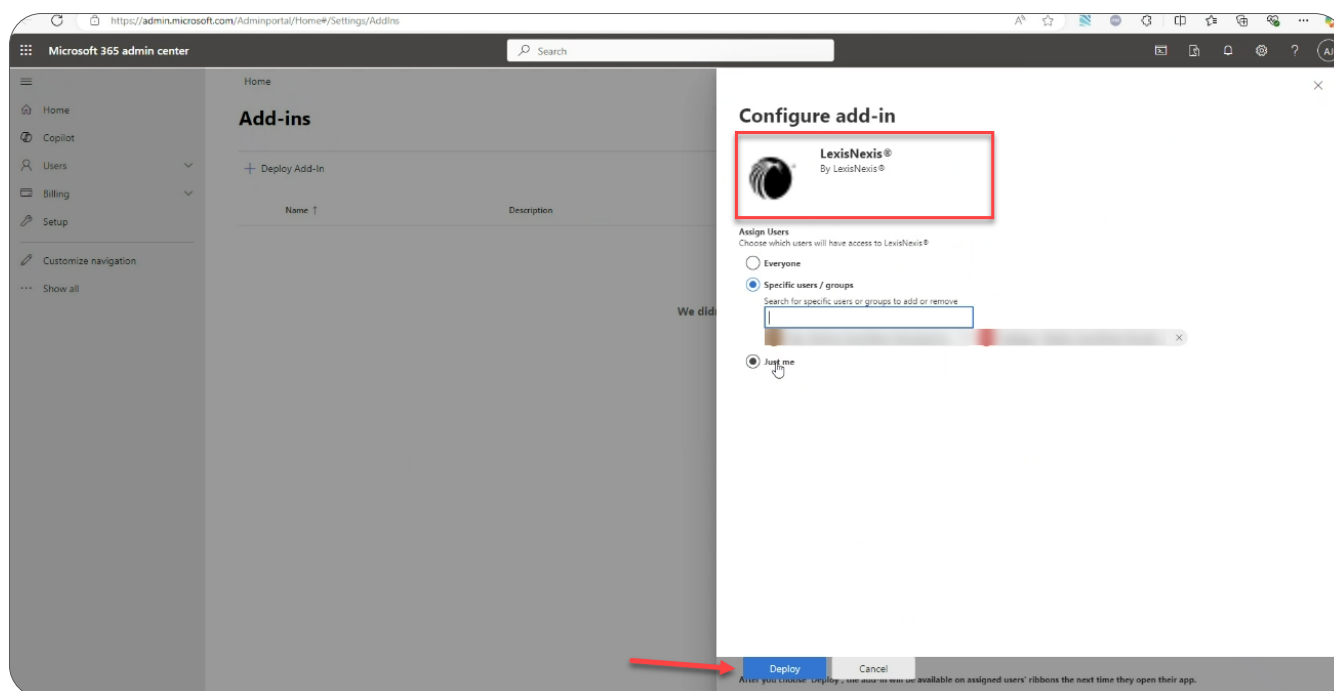 https://admin.microsoft.com/Adminportal/Home#/Settings/AddIns
Microsoft 365 admin center
Search
AJ
Home
Copilot
Users
Billing
Setup
Customize navigation
Show all
Home
Add-ins
Deploy Add-In
Name ↑
Description
We did
Configure add-in
LexisNexis®
By LexisNexis®
Assign Users
Choose which users will have access to LexisNexis®
Everyone
Specific users / groups
Search for specific users or groups to add or remove
Just me
Deploy
Cancel
After you choose 'Deploy', the add-in will be available on assigned users' ribbons the next time they open their app.